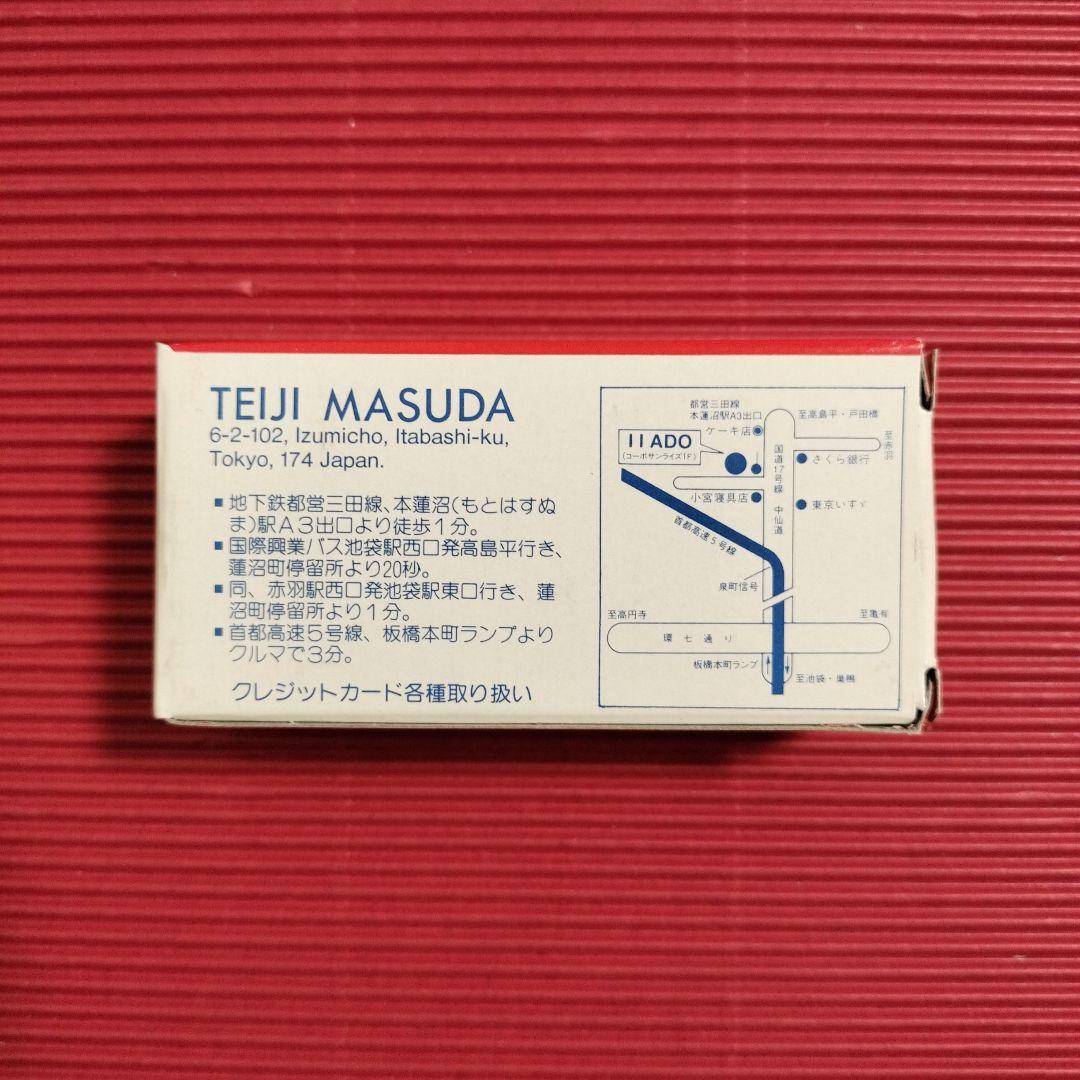 TEIJI MASUDA
6-2-102, Izumicho, Itabashi-ku,
Tokyo, 174 Japan.
■地下鉄都営三田線、本蓮沼(もとはすぬ
ま)駅A3出口より徒歩1分。
■国際興業バス池袋駅西口発高島平行き、
蓮沼町停留所より20秒。
■同、赤羽駅西口発池袋駅東口行き、蓮
沼町停留所より1分。
■首都高速5号線、板橋本町ランプより
クルマで3分。
クレジットカード各種取り扱い
都営三田線
本蓮沼駅A3出口
ケーキ店
IIADO
(コーポサンライズ1F)
小宮寝具店
首都高速5号線
国道17号線 中仙道
至高島平・戸田橋
至赤羽
さくら銀行
東京いすゞ
泉町信号
至高円寺
至亀有
環七通り
板橋本町ランプ
至池袋・巣鴨